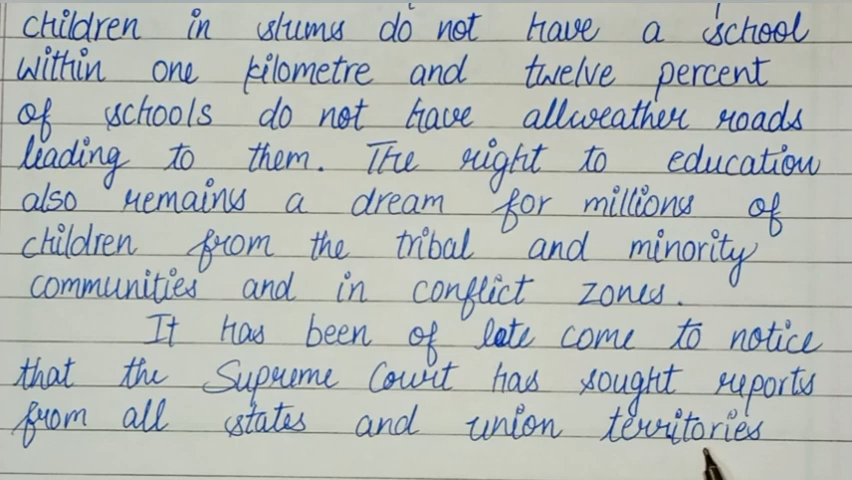 children in slums do not have a school
within one kilometre and twelve percent
of schools do not have allweather roads
leading to them. The right to education
also remains a dream for millions of
children from the tribal and minority
communities and in conflict zones.
It has been of late come to notice
that the Supreme Court has sought reports
from all states and union territories